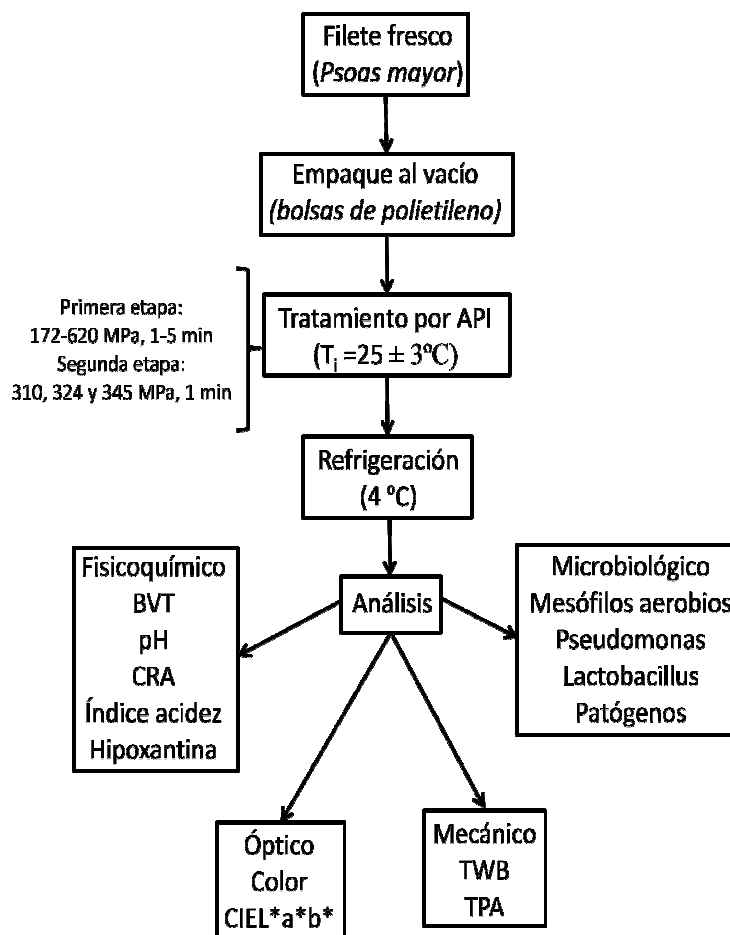 Filete fresco
(Psoas mayor)
Empaque al vacío
(bolsas de polietileno)
Primera etapa:
172-620 MPa, 1-5 min
Segunda etapa:
310, 324 y 345 MPa, 1 min
Tratamiento por API
(Ti =25 ± 3ºC)
Refrigeración
(4 ºC)
Análisis
Fisicoquímico
BVT
pH
CRA
Índice acidez
Hipoxantina
Microbiológico
Mesófilos aerobios
Pseudomonas
Lactobacillus
Patógenos
Óptico
Color
CIEL*a*b*
Mecánico
TWB
TPA